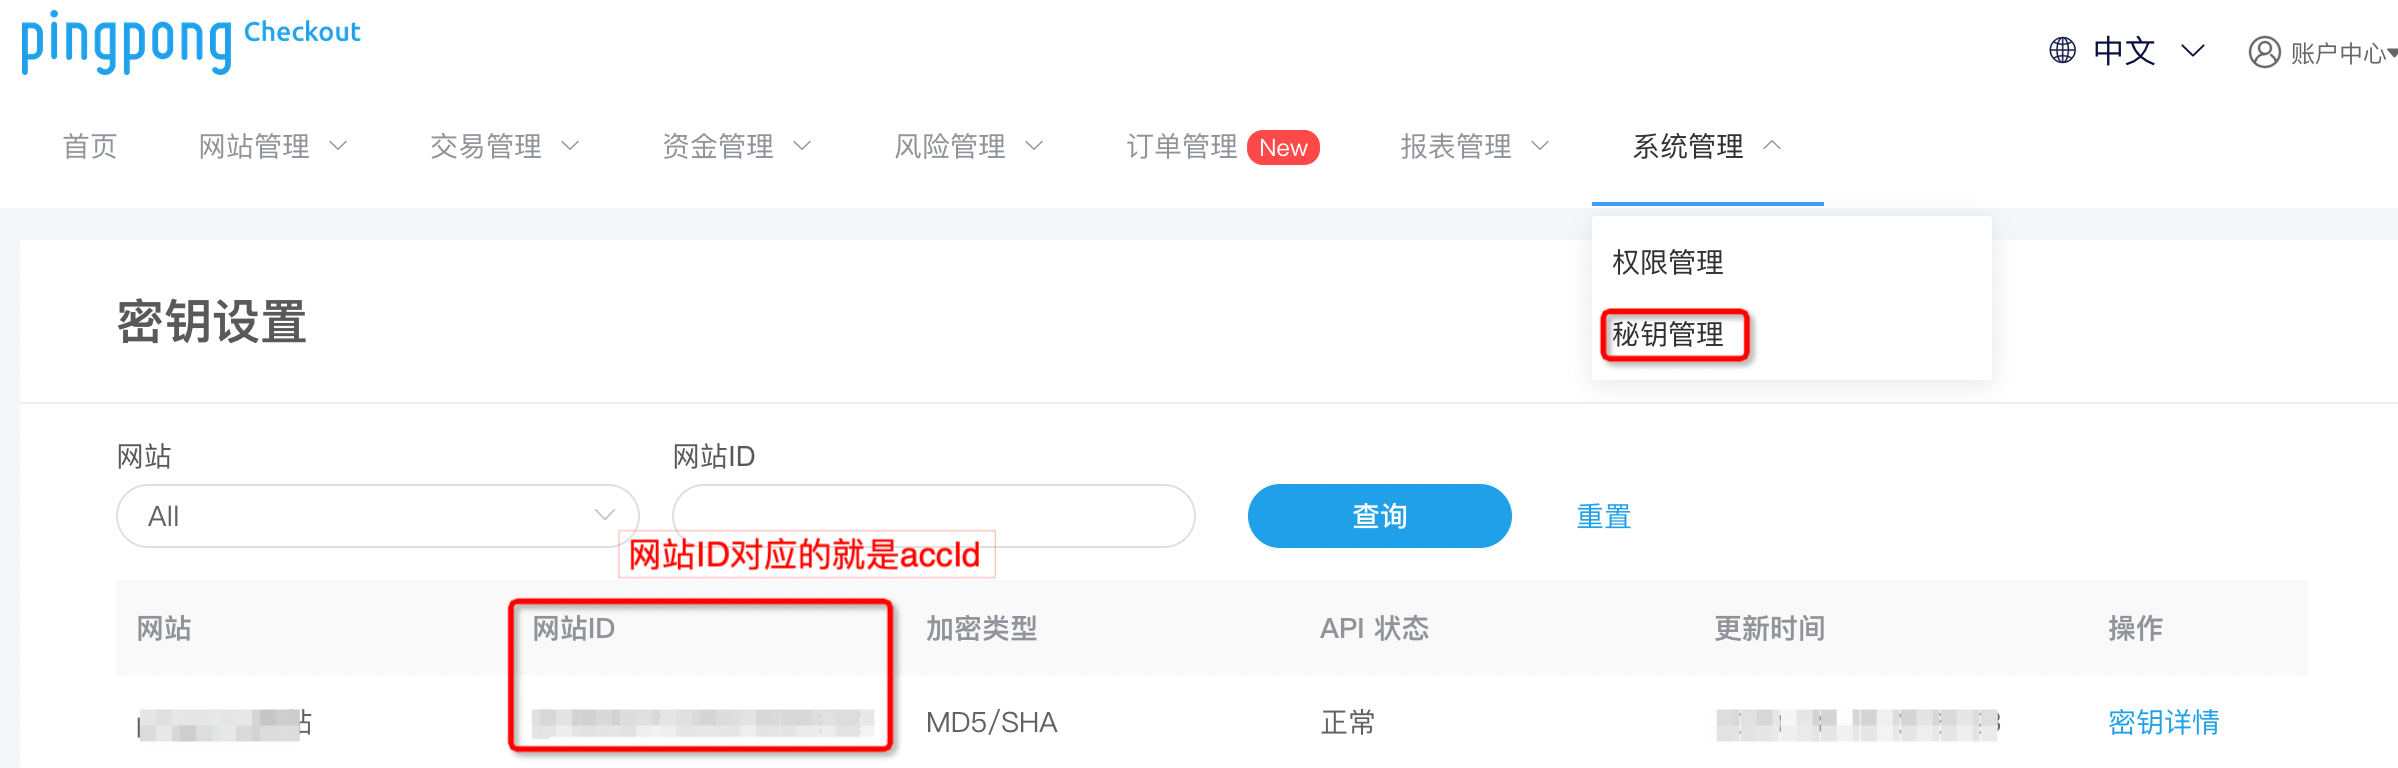 pingpong Checkout
中文 账户中心
首页 网站管理 交易管理 资金管理 风险管理 订单管理 New 报表管理 系统管理
权限管理
密钥设置
秘钥管理
网站 网站ID
All 查询 重置
网站ID对应的就是accId
网站 网站ID 加密类型 API 状态 更新时间 操作
站 MD5/SHA 正常 密钥详情